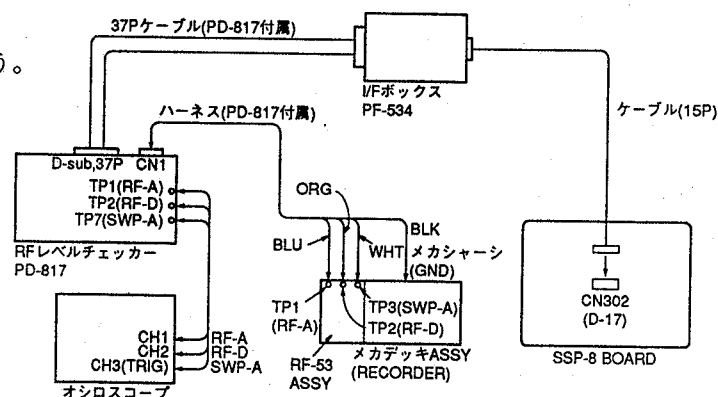 37Pケーブル(PD-817付属)
う。
I/Fボックス
PF-534
ハーネス(PD-817付属)
ケーブル(15P)
D-sub,37P CN1
TP1(RF-A)
TP2(RF-D)
TP7(SWP-A)
RFレベルチェッカー
PD-817
ORG
BLU
WHT
BLK
メカシャーシ
(GND)
TP1
(RF-A)
TP3(SWP-A)
TP2(RF-D)
RF-53
ASSY
メカデッキASSY
(RECORDER)
CN302
(D-17)
SSP-8 BOARD
CH1 RF-A
CH2 RF-D
CH3(TRIG) SWP-A
オシロスコープ